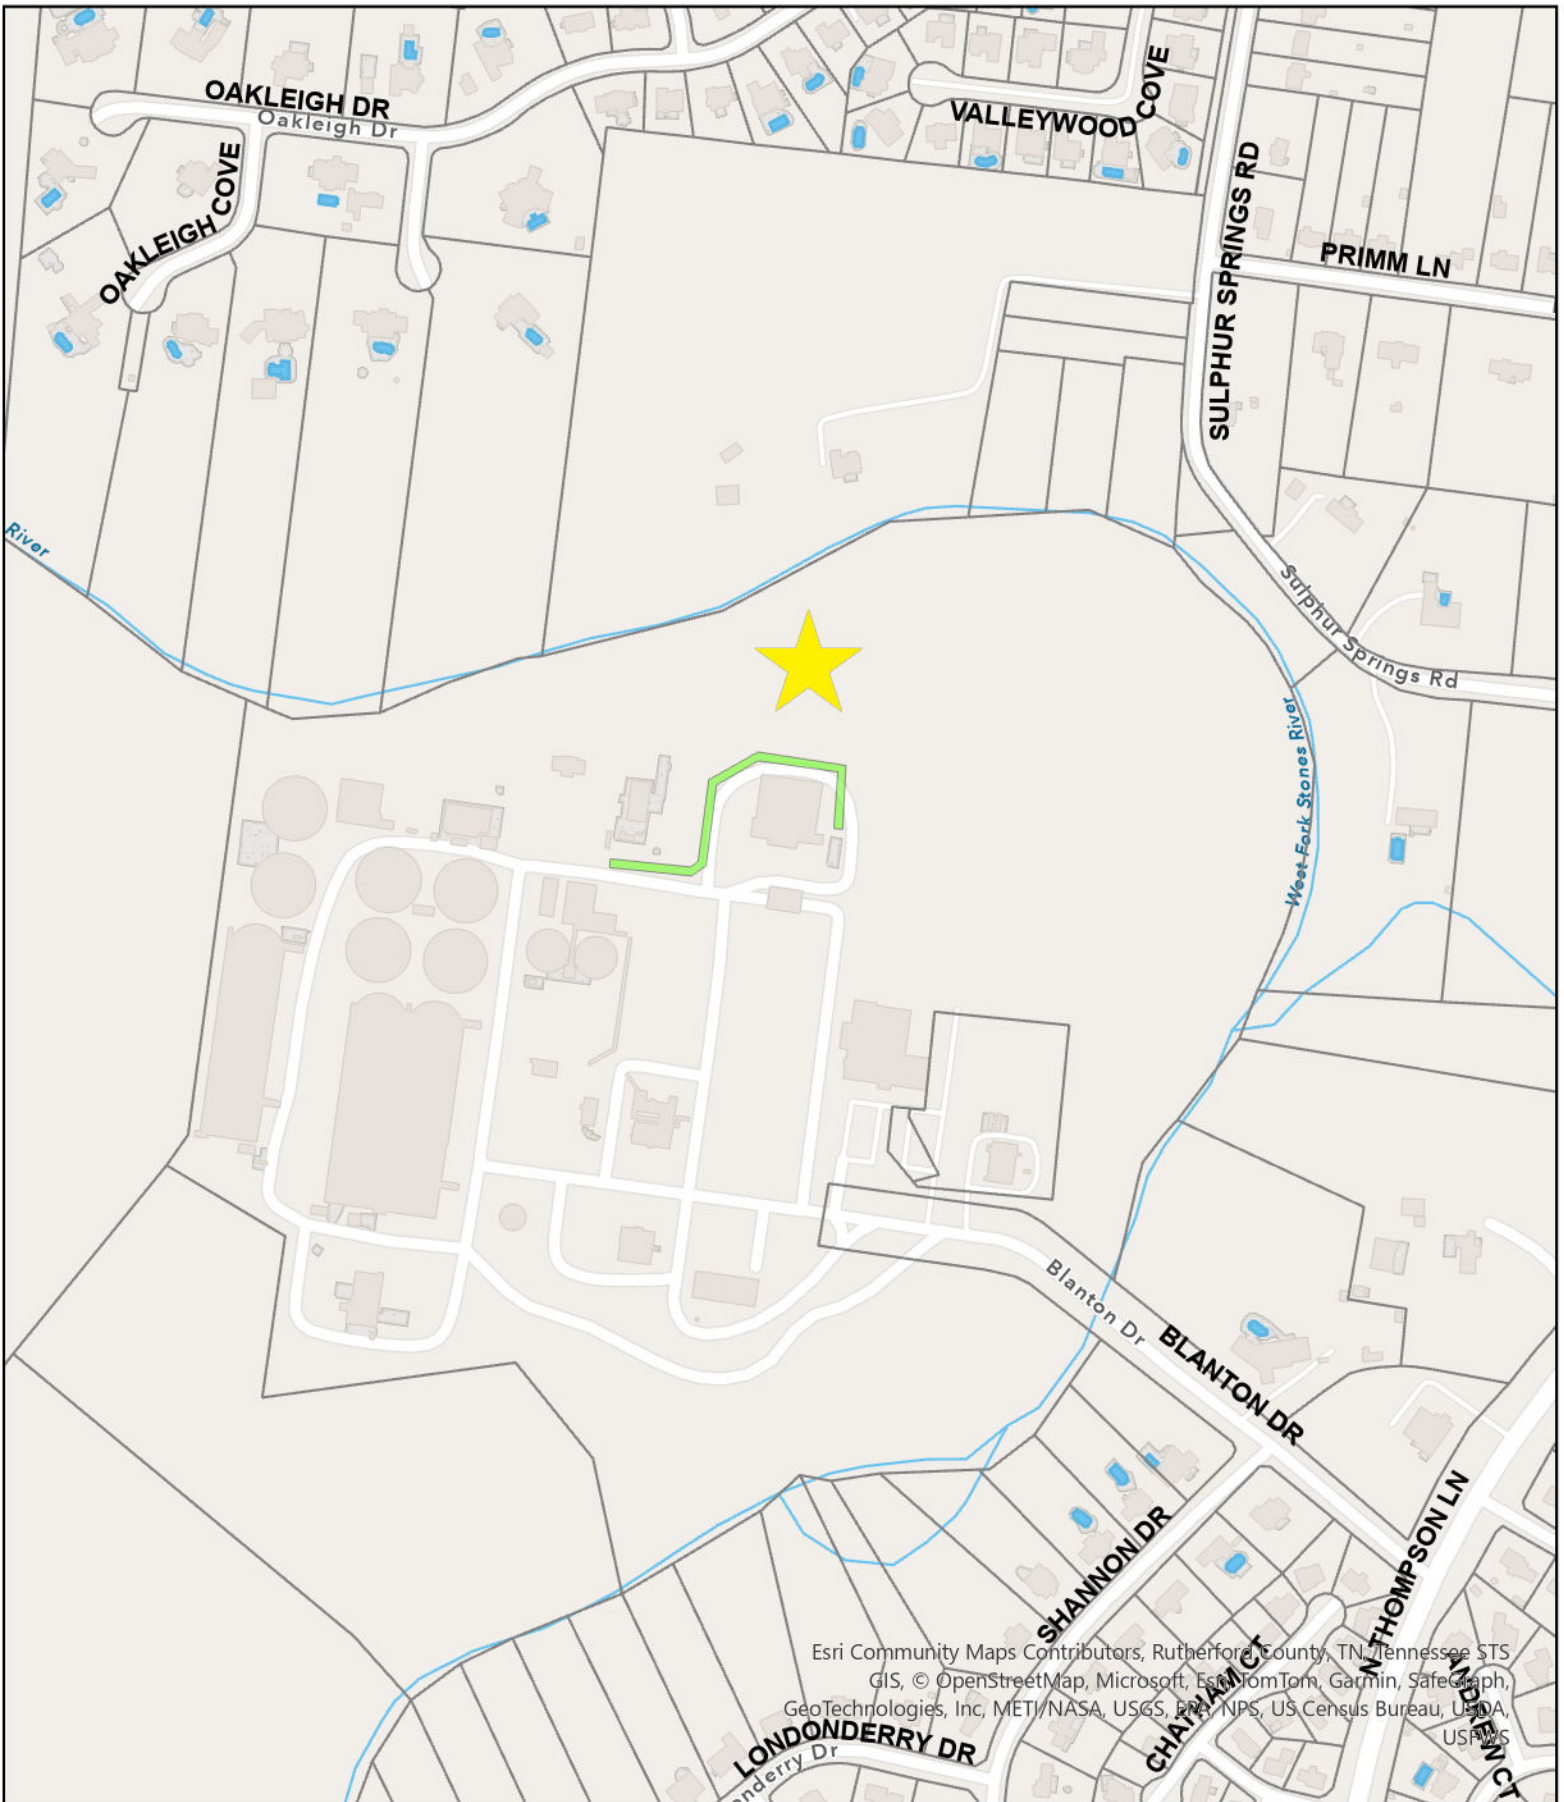 OAKLEIGH DR
Oakleigh Dr
VALLEYWOOD COVE
OAKLEIGH COVE
SULPHUR SPRINGS RD
PRIMM LN
River
Sulphur Springs Rd
West Fork Stones River
Blanton Dr
BLANTON DR
SHANNON DR
N THOMPSON LN
CHATHAM CT
ANDREW CT
LONDONDERRY DR
onderry Dr
Esri Community Maps Contributors, Rutherford County, TN, Tennessee STS
GIS, © OpenStreetMap, Microsoft, Esri, TomTom, Garmin, SafeGraph,
GeoTechnologies, Inc, METI/NASA, USGS, EPA, NPS, US Census Bureau, USDA,
USFWS